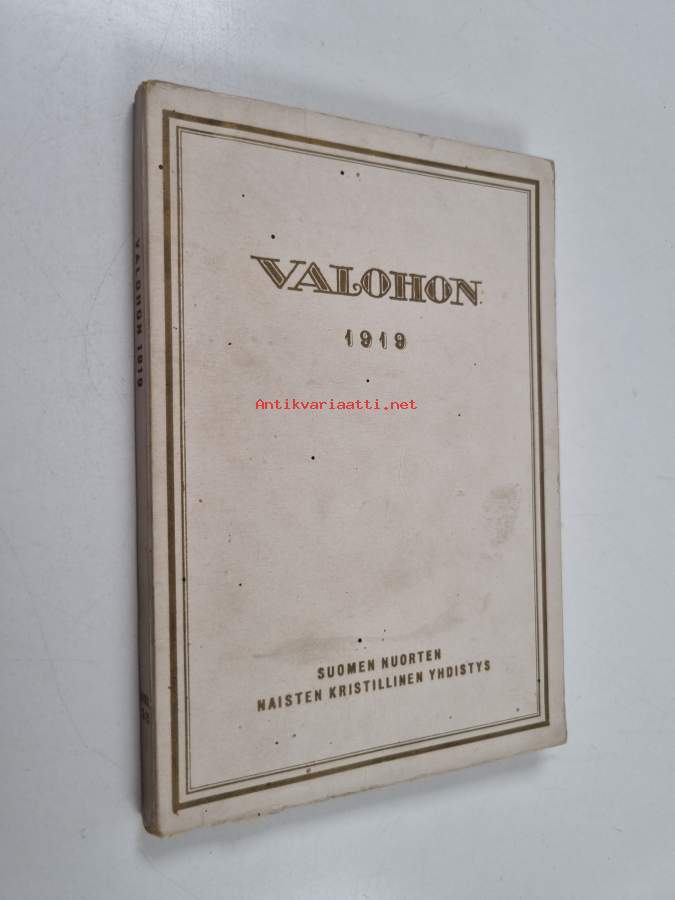 VALOHON
1919
Antikvariaatti.net
SUOMEN NUORTEN
NAISTEN KRISTILLINEN YHDISTYS
VALOHON 1919